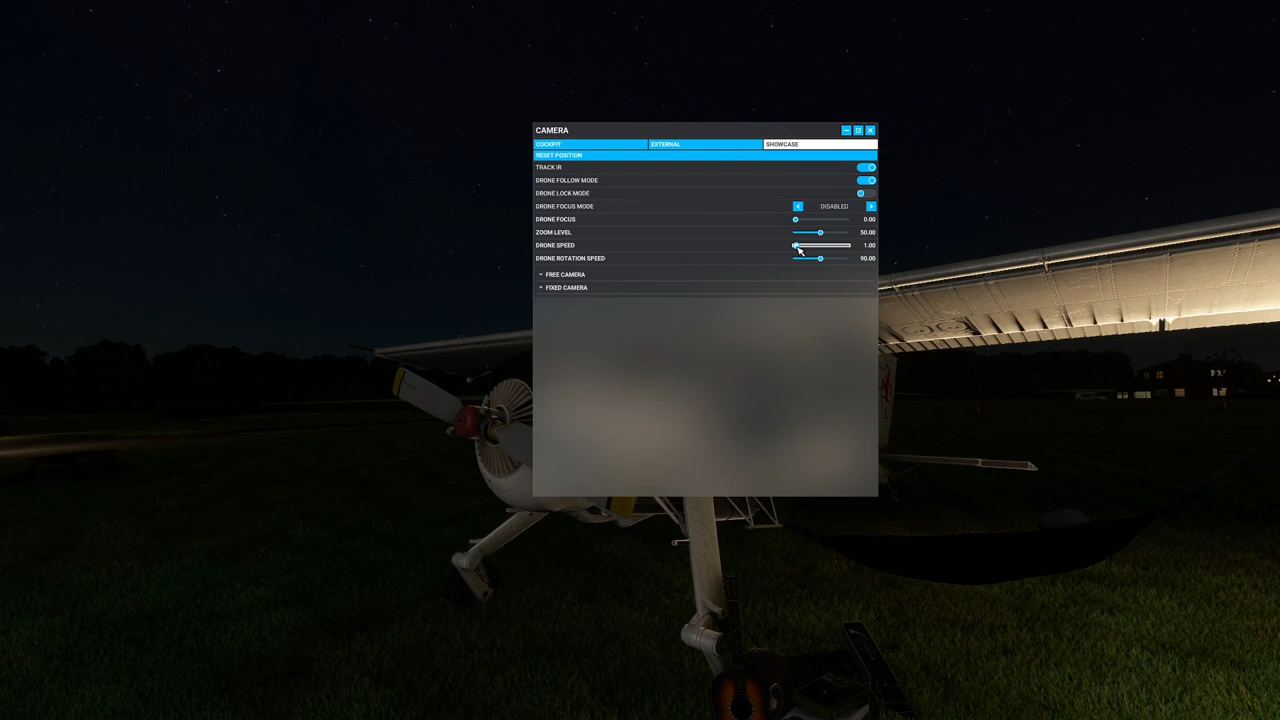 CAMERA
COCKPIT EXTERNAL SHOWCASE
RESET POSITION
TRACK IR
DRONE FOLLOW MODE
DRONE LOCK MODE
DRONE FOCUS MODE DISABLED
DRONE FOCUS 0.00
ZOOM LEVEL 50.00
DRONE SPEED 1.00
DRONE ROTATION SPEED 90.00
FREE CAMERA
FIXED CAMERA